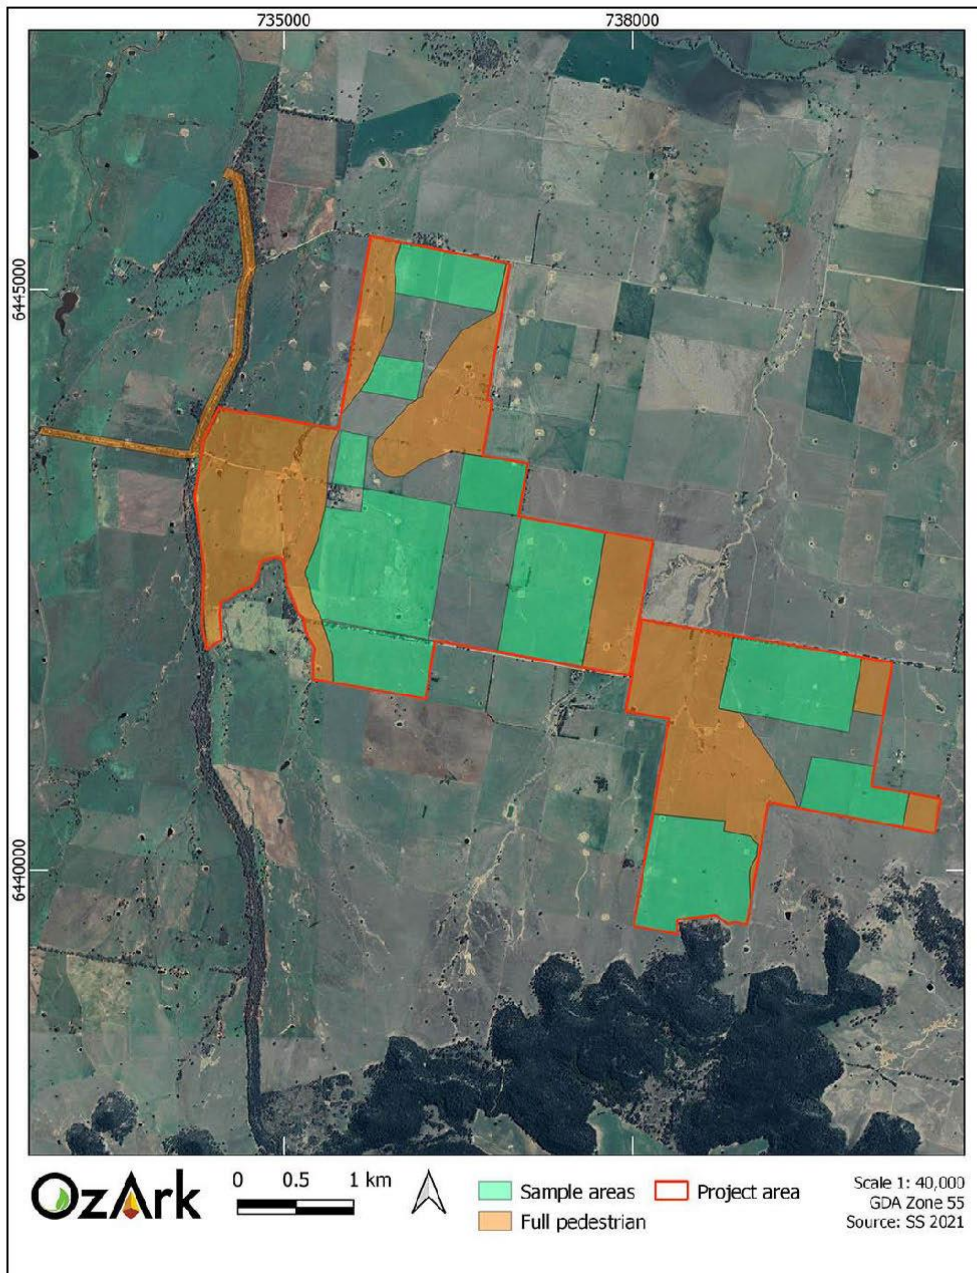 735000 738000
6445000
6440000
OzArk
0 0.5 1 km
Sample areas
Full pedestrian
Project area
Scale 1: 40,000
GDA Zone 55
Source: SS 2021